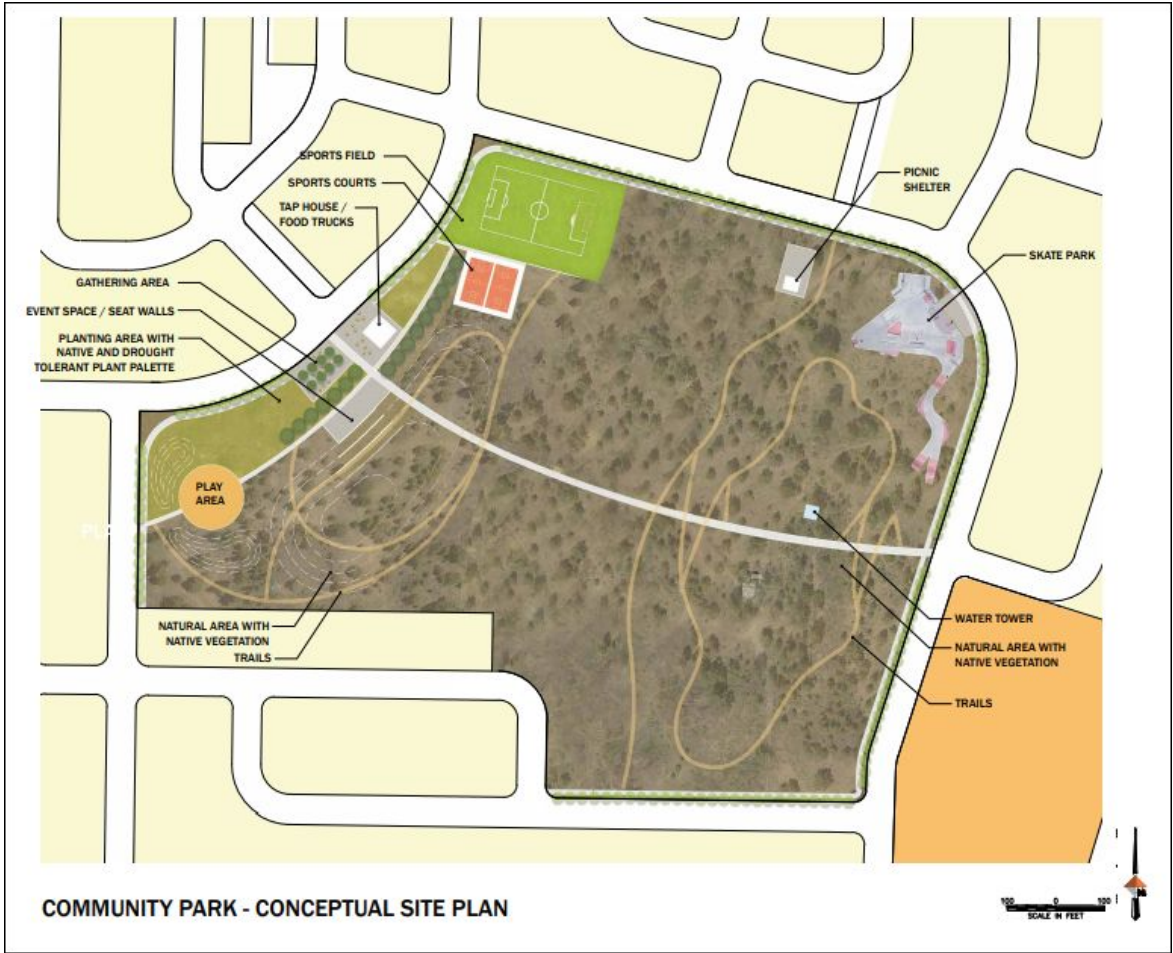 SPORTS FIELD
SPORTS COURTS
TAP HOUSE /
FOOD TRUCKS
GATHERING AREA
EVENT SPACE / SEAT WALLS
PLANTING AREA WITH
NATIVE AND DROUGHT
TOLERANT PLANT PALETTE
PICNIC
SHELTER
SKATE PARK
PLAY
AREA
NATURAL AREA WITH
NATIVE VEGETATION
TRAILS
WATER TOWER
NATURAL AREA WITH
NATIVE VEGETATION
TRAILS
COMMUNITY PARK - CONCEPTUAL SITE PLAN
100 0 100
SCALE IN FEET